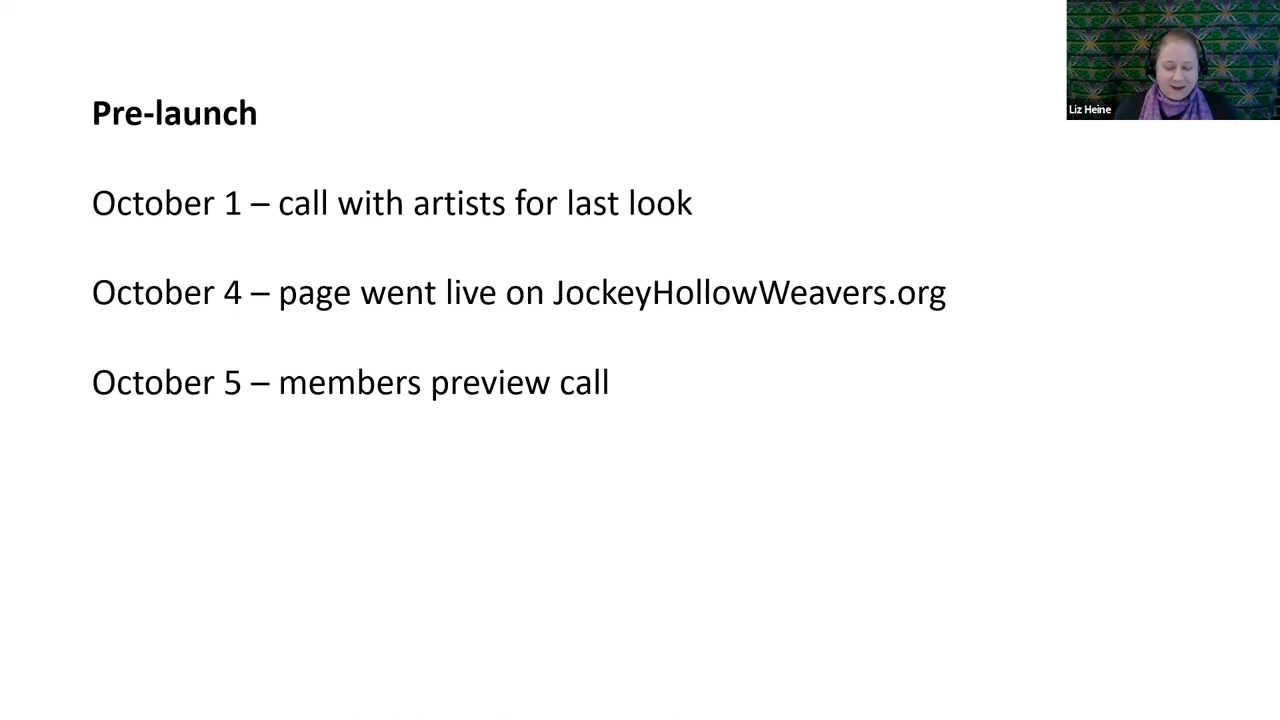 Pre-launch
October 1 – call with artists for last look
October 4 – page went live on JockeyHollowWeavers.org
October 5 – members preview call
Liz Heine